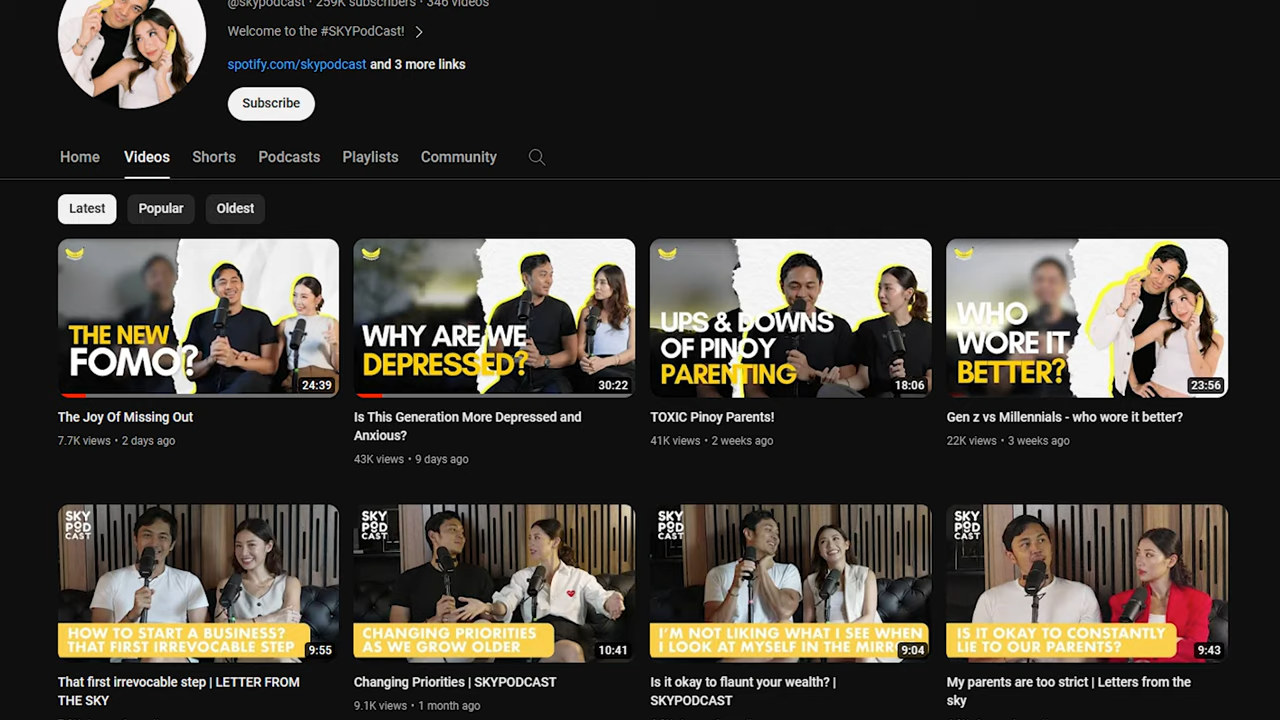 @skypodcast · 259K subscribers · 346 videos
Welcome to the #SKYPodCast!
spotify.com/skypodcast and 3 more links
Subscribe
Home Videos Shorts Podcasts Playlists Community
Latest Popular Oldest
THE NEW
FOMO?
24:39
WHY ARE WE
DEPRESSED?
30:22
UPS & DOWNS
OF PINOY
PARENTING
18:06
WHO
WORE IT
BETTER?
23:56
The Joy Of Missing Out
7.7K views • 2 days ago
Is This Generation More Depressed and
Anxious?
43K views • 9 days ago
TOXIC Pinoy Parents!
41K views • 2 weeks ago
Gen z vs Millennials - who wore it better?
22K views • 3 weeks ago
SKY
POD
CAST
HOW TO START A BUSINESS?
THAT FIRST IRREVOCABLE STEP
9:55
SKY
POD
CAST
CHANGING PRIORITIES
AS WE GROW OLDER
10:41
SKY
POD
CAST
I'M NOT LIKING WHAT I SEE WHEN
I LOOK AT MYSELF IN THE MIRR
9:04
SKY
POD
CAST
IS IT OKAY TO CONSTANTLY
LIE TO OUR PARENTS?
9:43
That first irrevocable step | LETTER FROM
THE SKY
Changing Priorities | SKYPODCAST
9.1K views • 1 month ago
Is it okay to flaunt your wealth? |
SKYPODCAST
My parents are too strict | Letters from the
sky